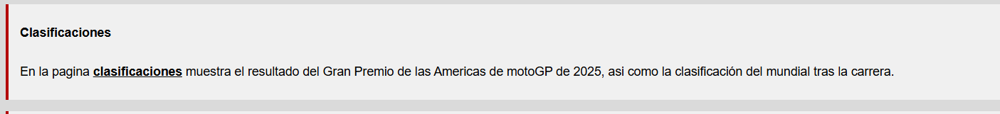 Clasificaciones
En la pagina clasificaciones muestra el resultado del Gran Premio de las Americas de motoGP de 2025, asi como la clasificación del mundial tras la carrera.